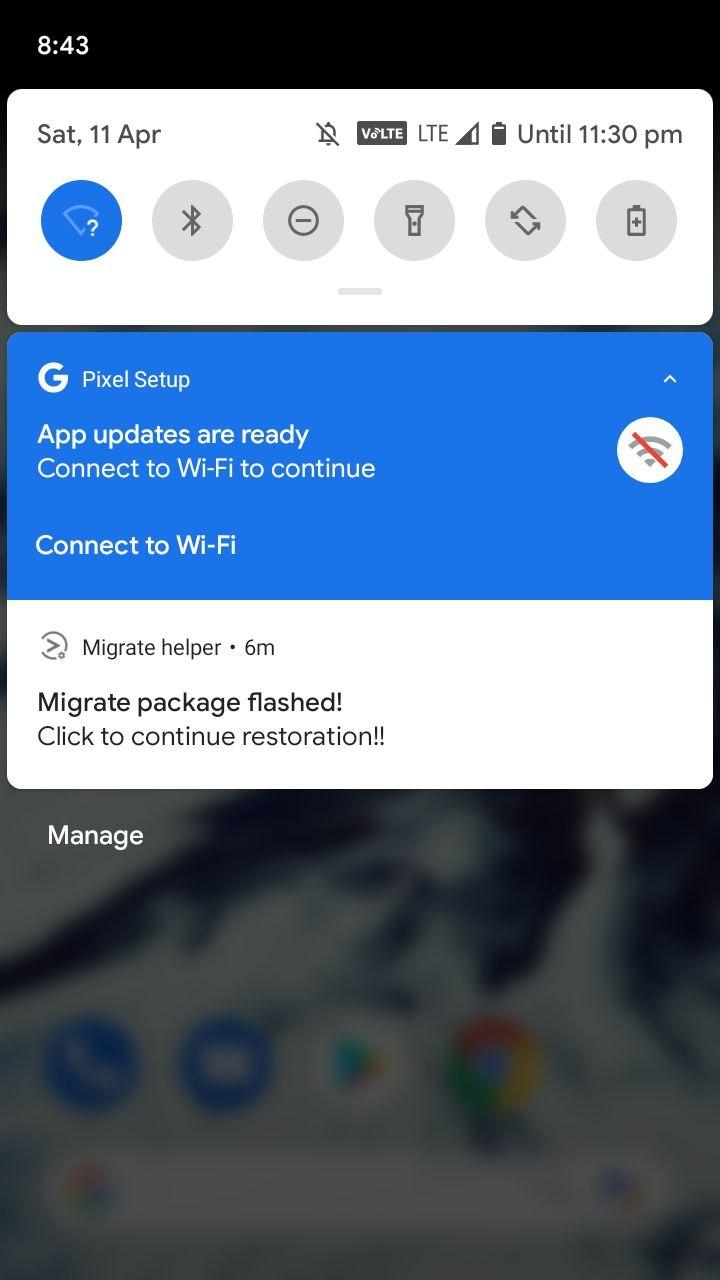 8:43
Sat, 11 Apr VoLTE LTE Until 11:30 pm
?
G Pixel Setup
App updates are ready
Connect to Wi-Fi to continue
Connect to Wi-Fi
Migrate helper • 6m
Migrate package flashed!
Click to continue restoration!!
Manage